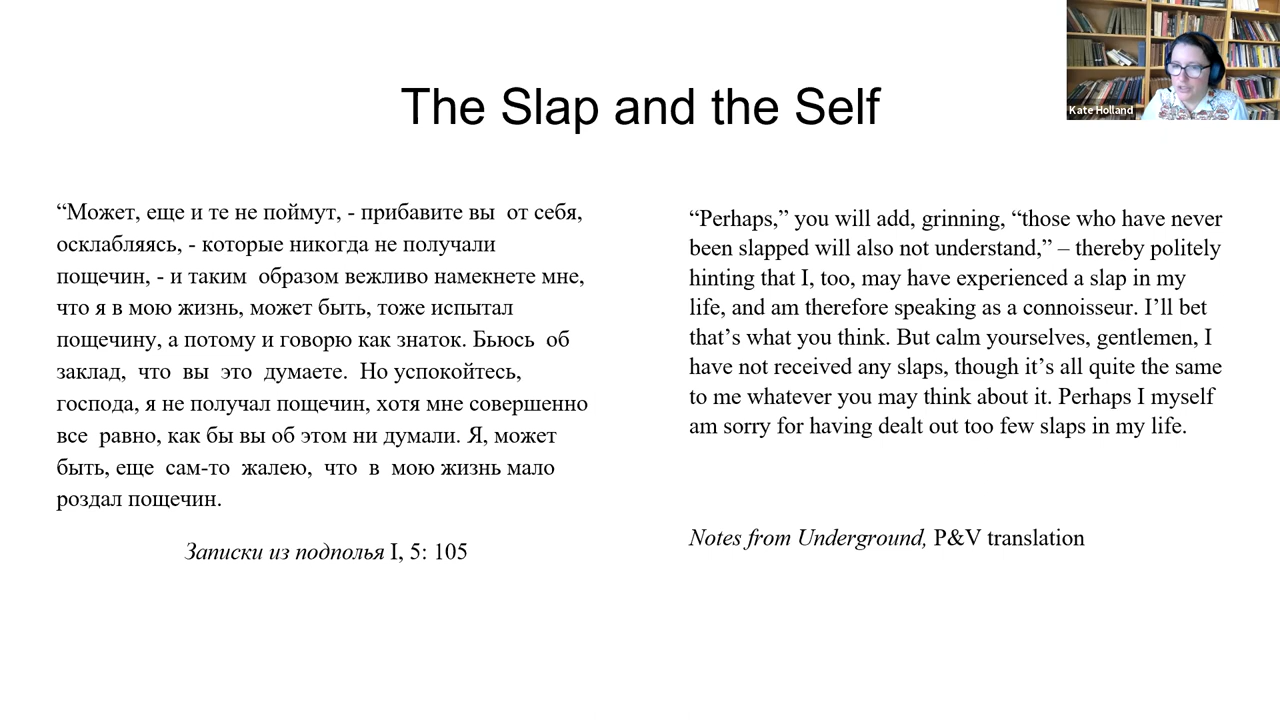 Kate Holland
The Slap and the Self
“Может, еще и те не поймут, - прибавите вы от себя,
осклабляясь, - которые никогда не получали
пощечин, - и таким образом вежливо намекнете мне,
что я в мою жизнь, может быть, тоже испытал
пощечину, а потому и говорю как знаток. Бьюсь об
заклад, что вы это думаете. Но успокойтесь,
господа, я не получал пощечин, хотя мне совершенно
все равно, как бы вы об этом ни думали. Я, может
быть, еще сам-то жалею, что в мою жизнь мало
роздал пощечин.
Записки из подполья I, 5: 105
“Perhaps,” you will add, grinning, “those who have never
been slapped will also not understand,” – thereby politely
hinting that I, too, may have experienced a slap in my
life, and am therefore speaking as a connoisseur. I’ll bet
that’s what you think. But calm yourselves, gentlemen, I
have not received any slaps, though it’s all quite the same
to me whatever you may think about it. Perhaps I myself
am sorry for having dealt out too few slaps in my life.
Notes from Underground, P&V translation